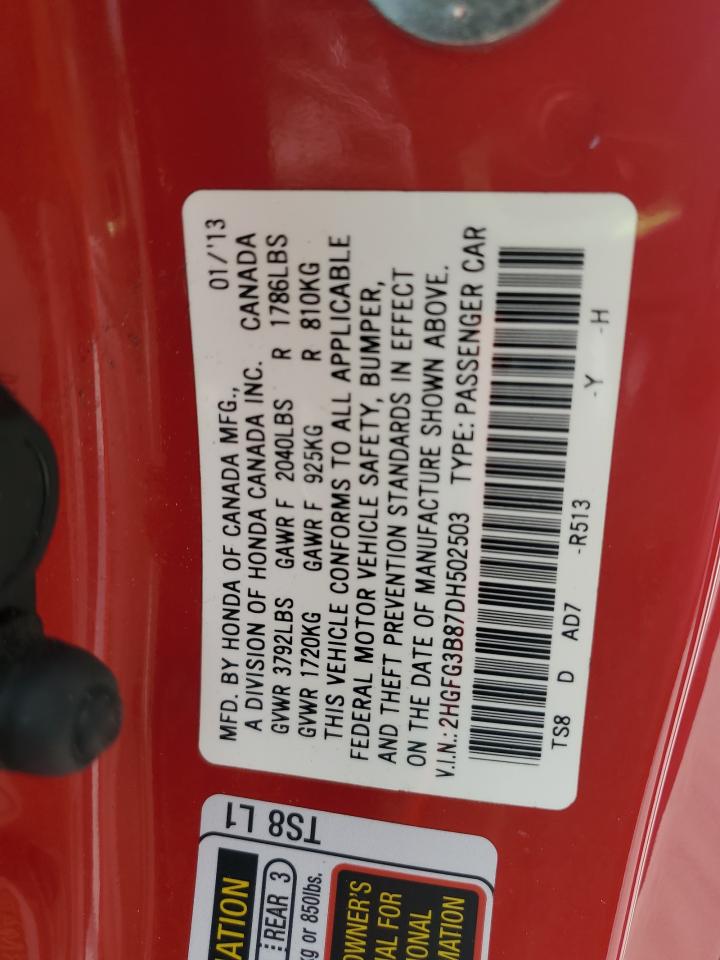 MFD. BY HONDA OF CANADA MFG., 01/'13
A DIVISION OF HONDA CANADA INC. CANADA
GVWR 3792LBS GAWR F 2040LBS R 1786LBS
GVWR 1720KG GAWR F 925KG R 810KG
THIS VEHICLE CONFORMS TO ALL APPLICABLE
FEDERAL MOTOR VEHICLE SAFETY, BUMPER,
AND THEFT PREVENTION STANDARDS IN EFFECT
ON THE DATE OF MANUFACTURE SHOWN ABOVE.
V.I.N.: 2HGFG3B87DH502503 TYPE: PASSENGER CAR
TS8 D AD7 -R513 -Y -H
TS8 L1
REAR 3
or 850lbs.
OWNER'S
FOR